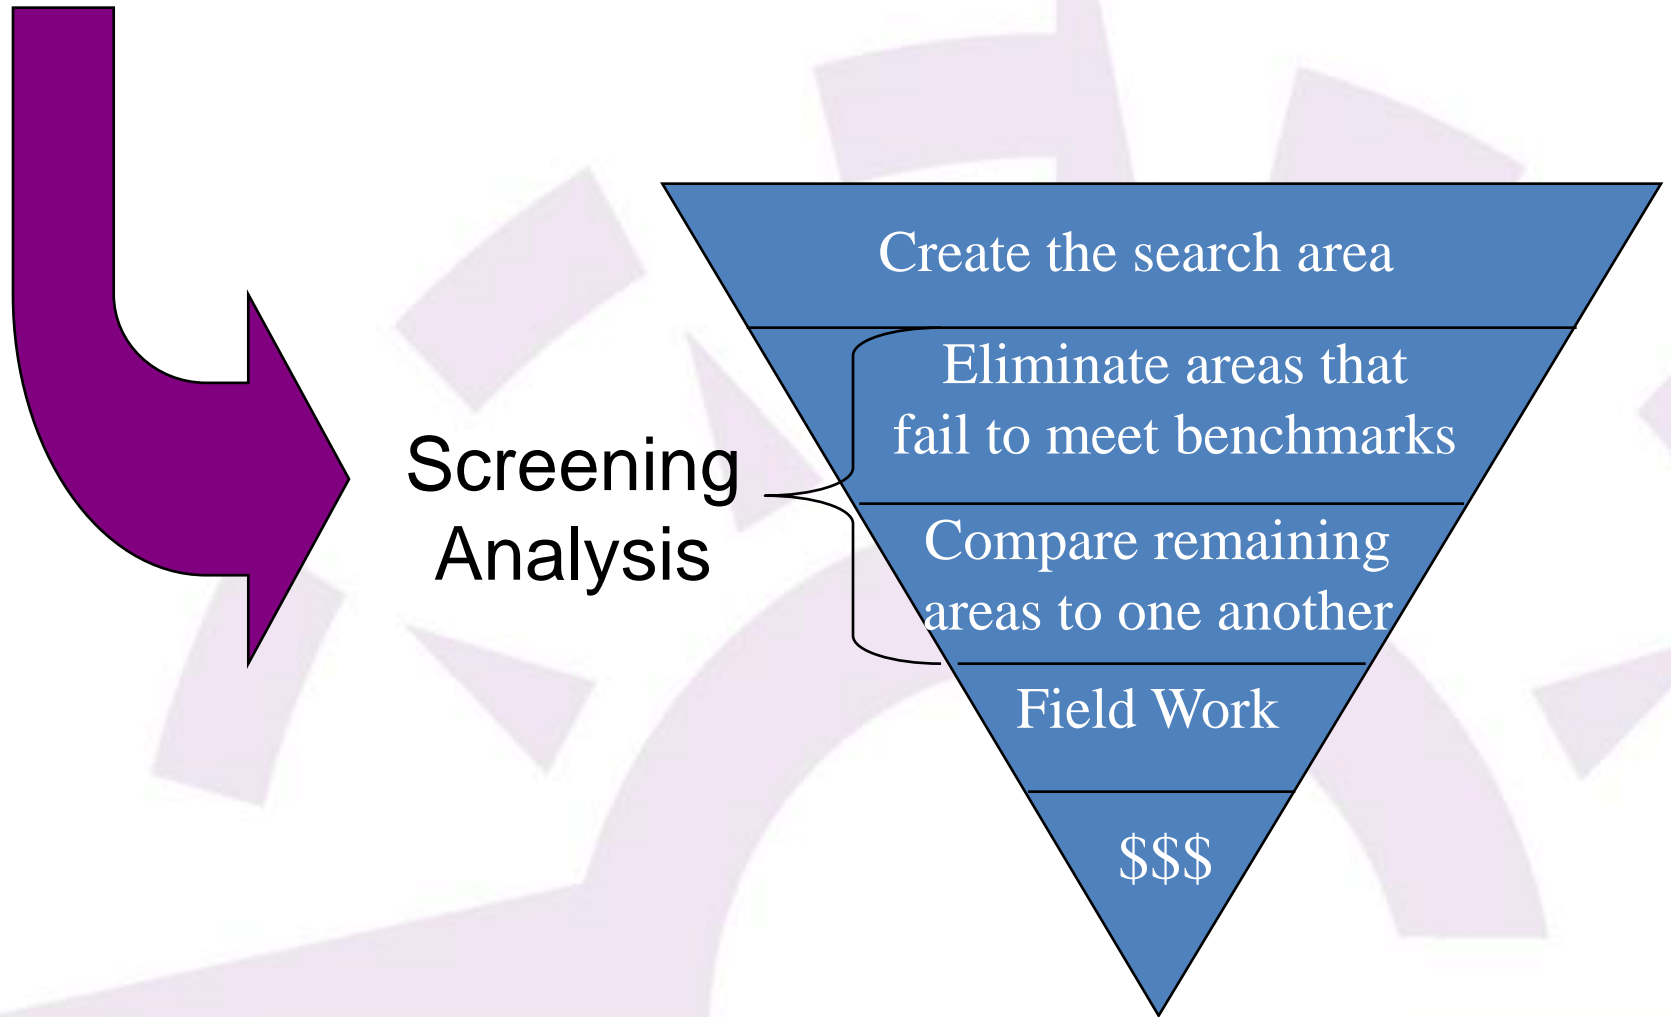 Create the search area
Eliminate areas that
fail to meet benchmarks
Screening
Analysis
Compare remaining
areas to one another
Field Work
$$$